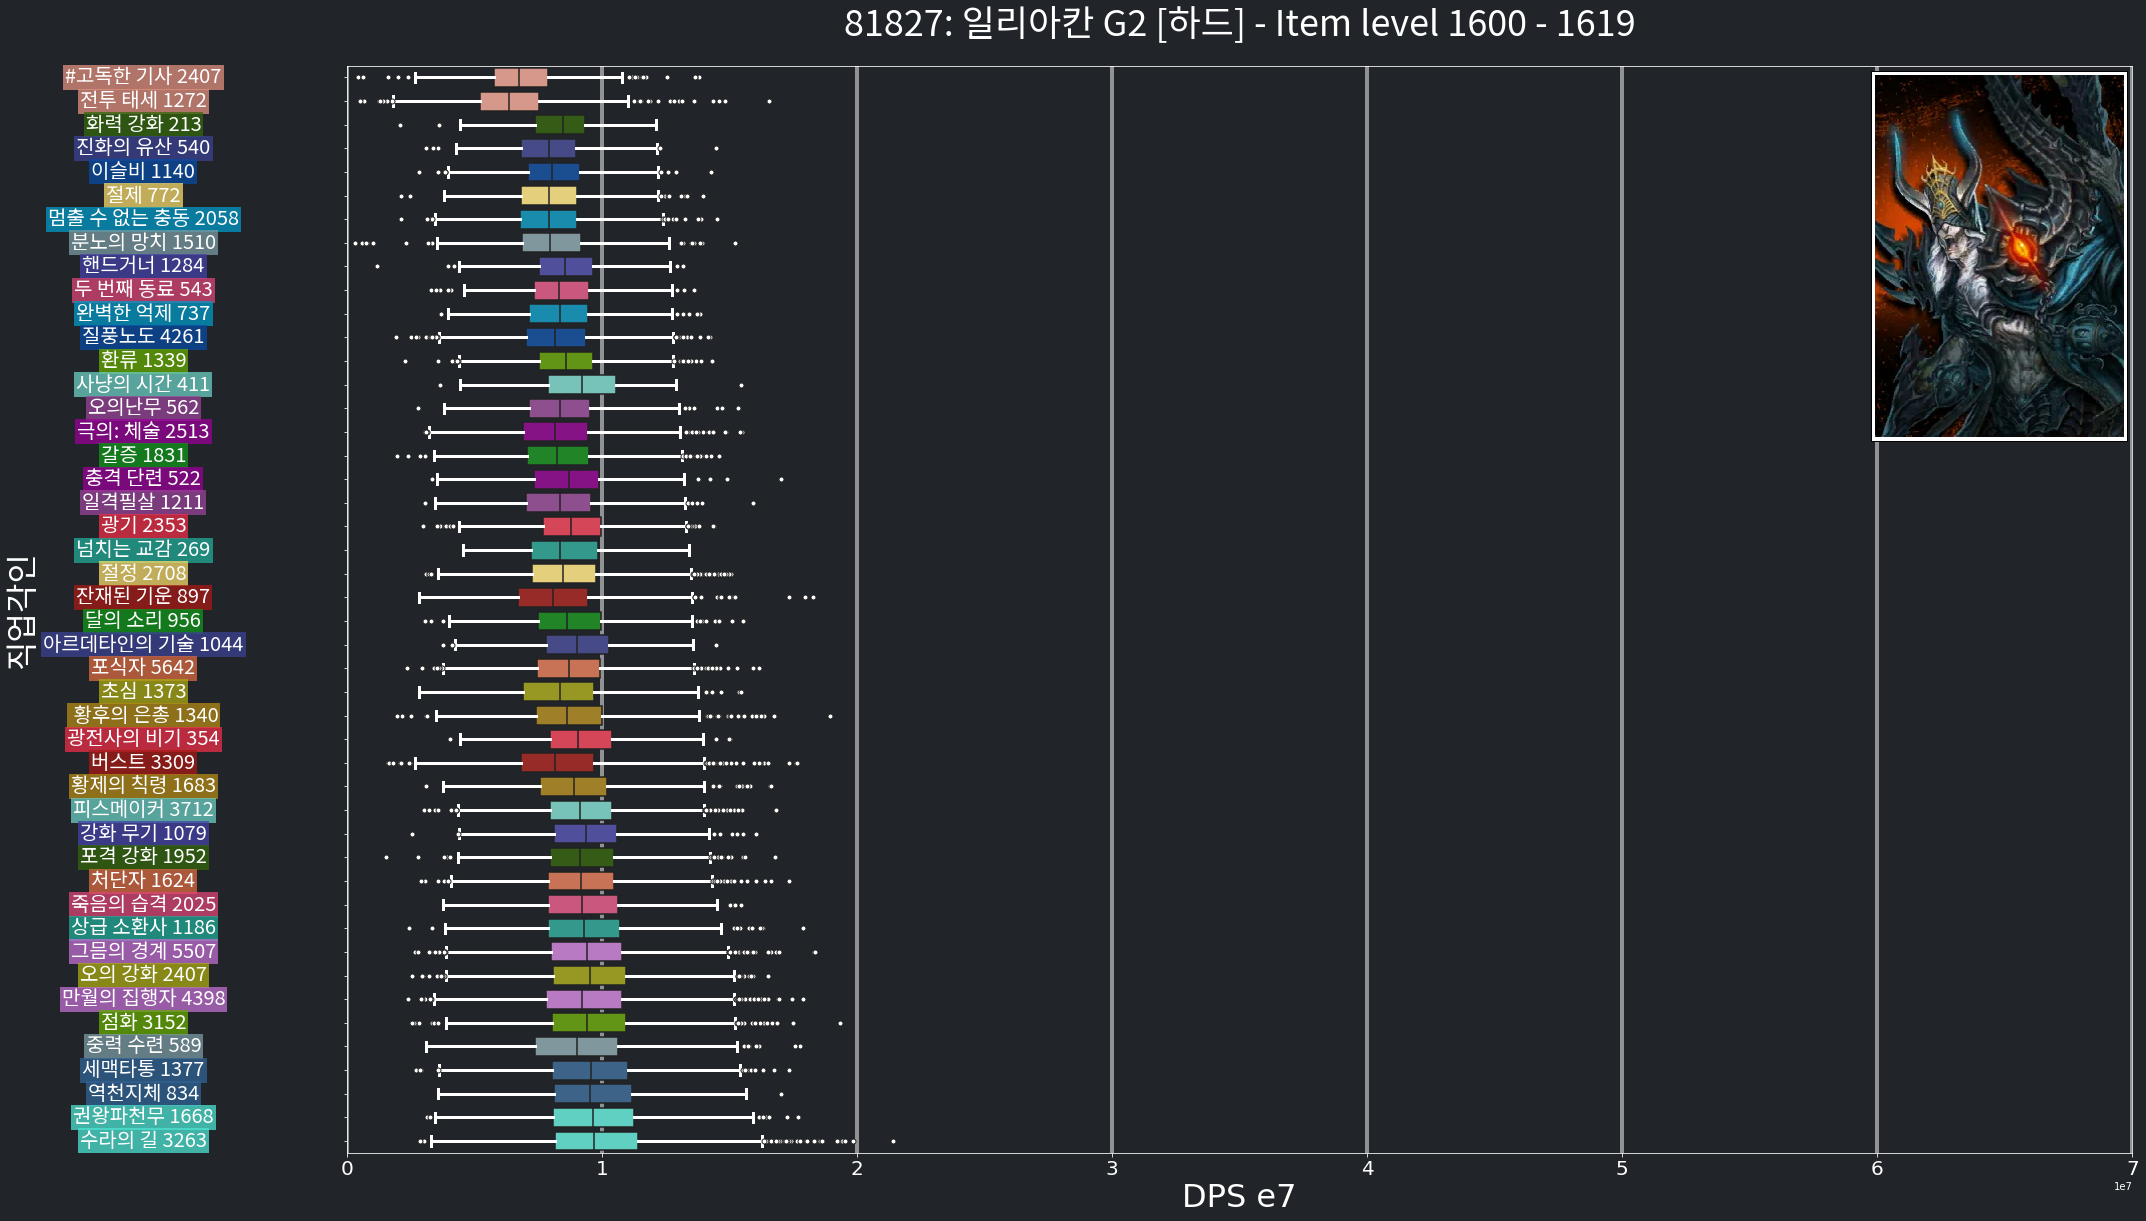 81827: 일리아칸 G2 [하드] - Item level 1600 - 1619
#고독한 기사 2407
전투 태세 1272
화력 강화 213
진화의 유산 540
이슬비 1140
절제 772
멈출 수 없는 충동 2058
분노의 망치 1510
핸드거너 1284
두 번째 동료 543
완벽한 억제 737
질풍노도 4261
환류 1339
사냥의 시간 411
오의난무 562
극의: 체술 2513
갈증 1831
충격 단련 522
일격필살 1211
광기 2353
넘치는 교감 269
절정 2708
잔재된 기운 897
달의 소리 956
아르데타인의 기술 1044
포식자 5642
초심 1373
황후의 은총 1340
광전사의 비기 354
버스트 3309
황제의 칙령 1683
피스메이커 3712
강화 무기 1079
포격 강화 1952
처단자 1624
죽음의 습격 2025
상급 소환사 1186
그믐의 경계 5507
오의 강화 2407
만월의 집행자 4398
점화 3152
중력 수련 589
세맥타통 1377
역천지체 834
권왕파천무 1668
수라의 길 3263
직업각인
0 1 2 3 4 5 6 7
DPS e7
1e7